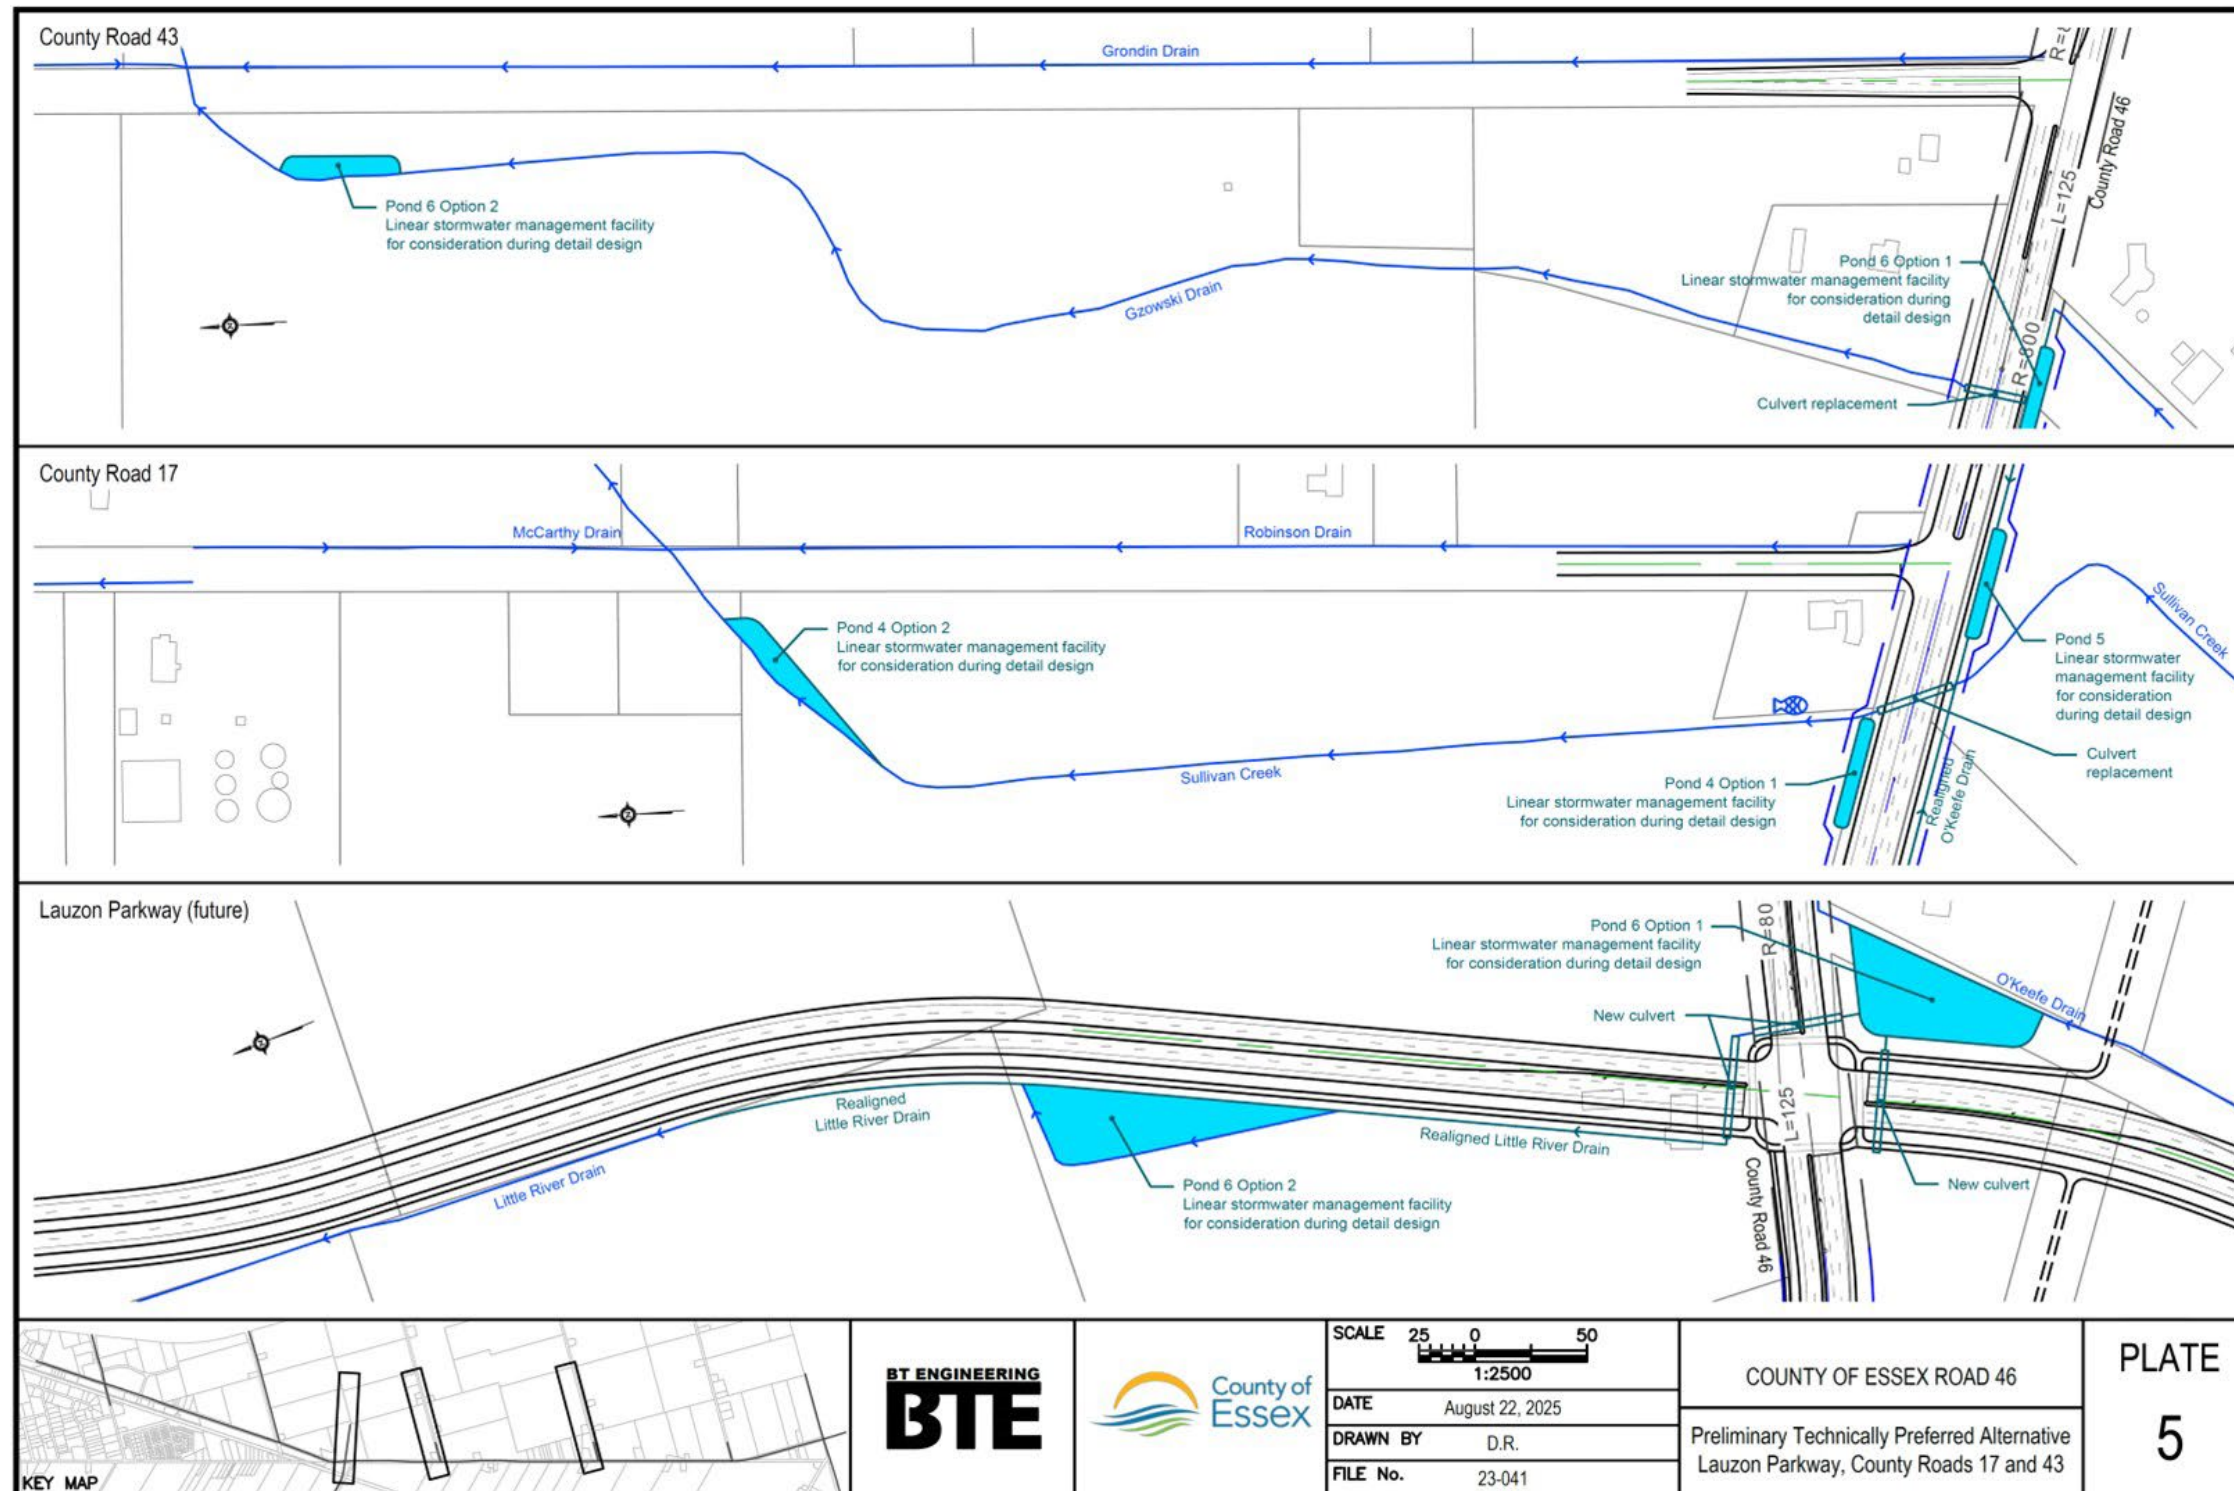 County Road 43
Grondin Drain
County Road 46
L=125
R=800
Pond 6 Option 2
Linear stormwater management facility
for consideration during detail design
Gzowski Drain
Pond 6 Option 1
Linear stormwater management facility
for consideration during
detail design
Culvert replacement
County Road 17
McCarthy Drain
Robinson Drain
Pond 4 Option 2
Linear stormwater management facility
for consideration during detail design
Sullivan Creek
Sullivan Creek
Pond 5
Linear stormwater
management facility
for consideration
during detail design
Culvert
replacement
Pond 4 Option 1
Linear stormwater management facility
for consideration during detail design
Realigned
O'Keefe Drain
Lauzon Parkway (future)
Pond 6 Option 1
Linear stormwater management facility
for consideration during detail design
R=80
O'Keefe Drain
New culvert
Realigned
Little River Drain
Realigned Little River Drain
L=125
Little River Drain
Pond 6 Option 2
Linear stormwater management facility
for consideration during detail design
County Road 46
New culvert
KEY MAP
BT ENGINEERING
BTE
County of
Essex
SCALE 25 0 50
1:2500
DATE August 22, 2025
DRAWN BY D.R.
FILE No. 23-041
COUNTY OF ESSEX ROAD 46
Preliminary Technically Preferred Alternative
Lauzon Parkway, County Roads 17 and 43
PLATE
5